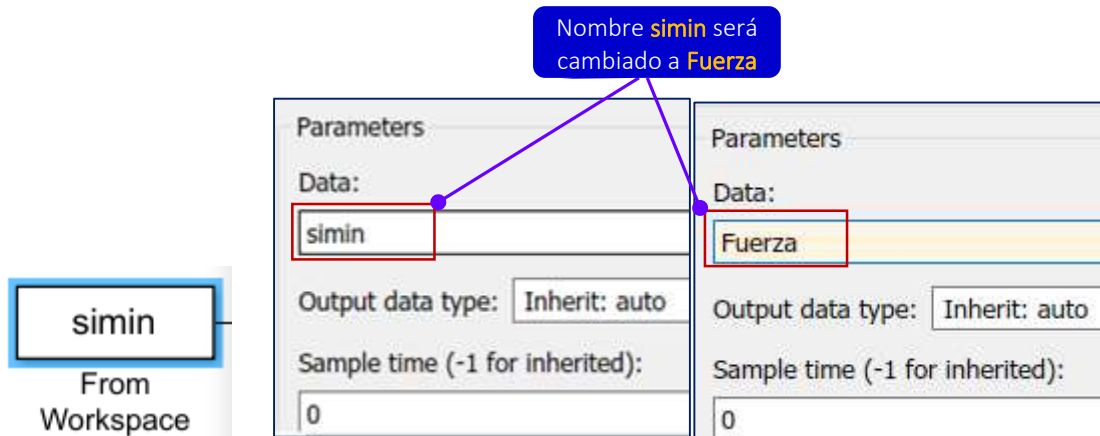 Nombre simin será
cambiado a Fuerza
Parameters
Data:
simin
Output data type: Inherit: auto
Sample time (-1 for inherited):
0
Parameters
Data:
Fuerza
Output data type: Inherit: auto
Sample time (-1 for inherited):
0
simin
From
Workspace